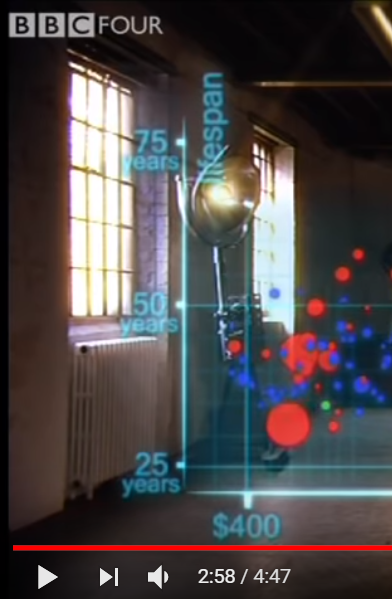 BBC FOUR
lifespan
75
years
50
years
25
years
$400
2:58 / 4:47